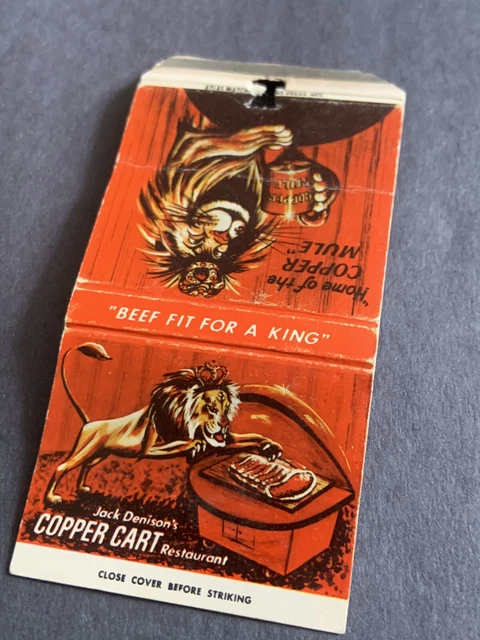 COPPER
MULE
"Home of the
COPPER
MULE"
"BEEF FIT FOR A KING"
Jack Denison's
COPPER CART
Restaurant
CLOSE COVER BEFORE STRIKING